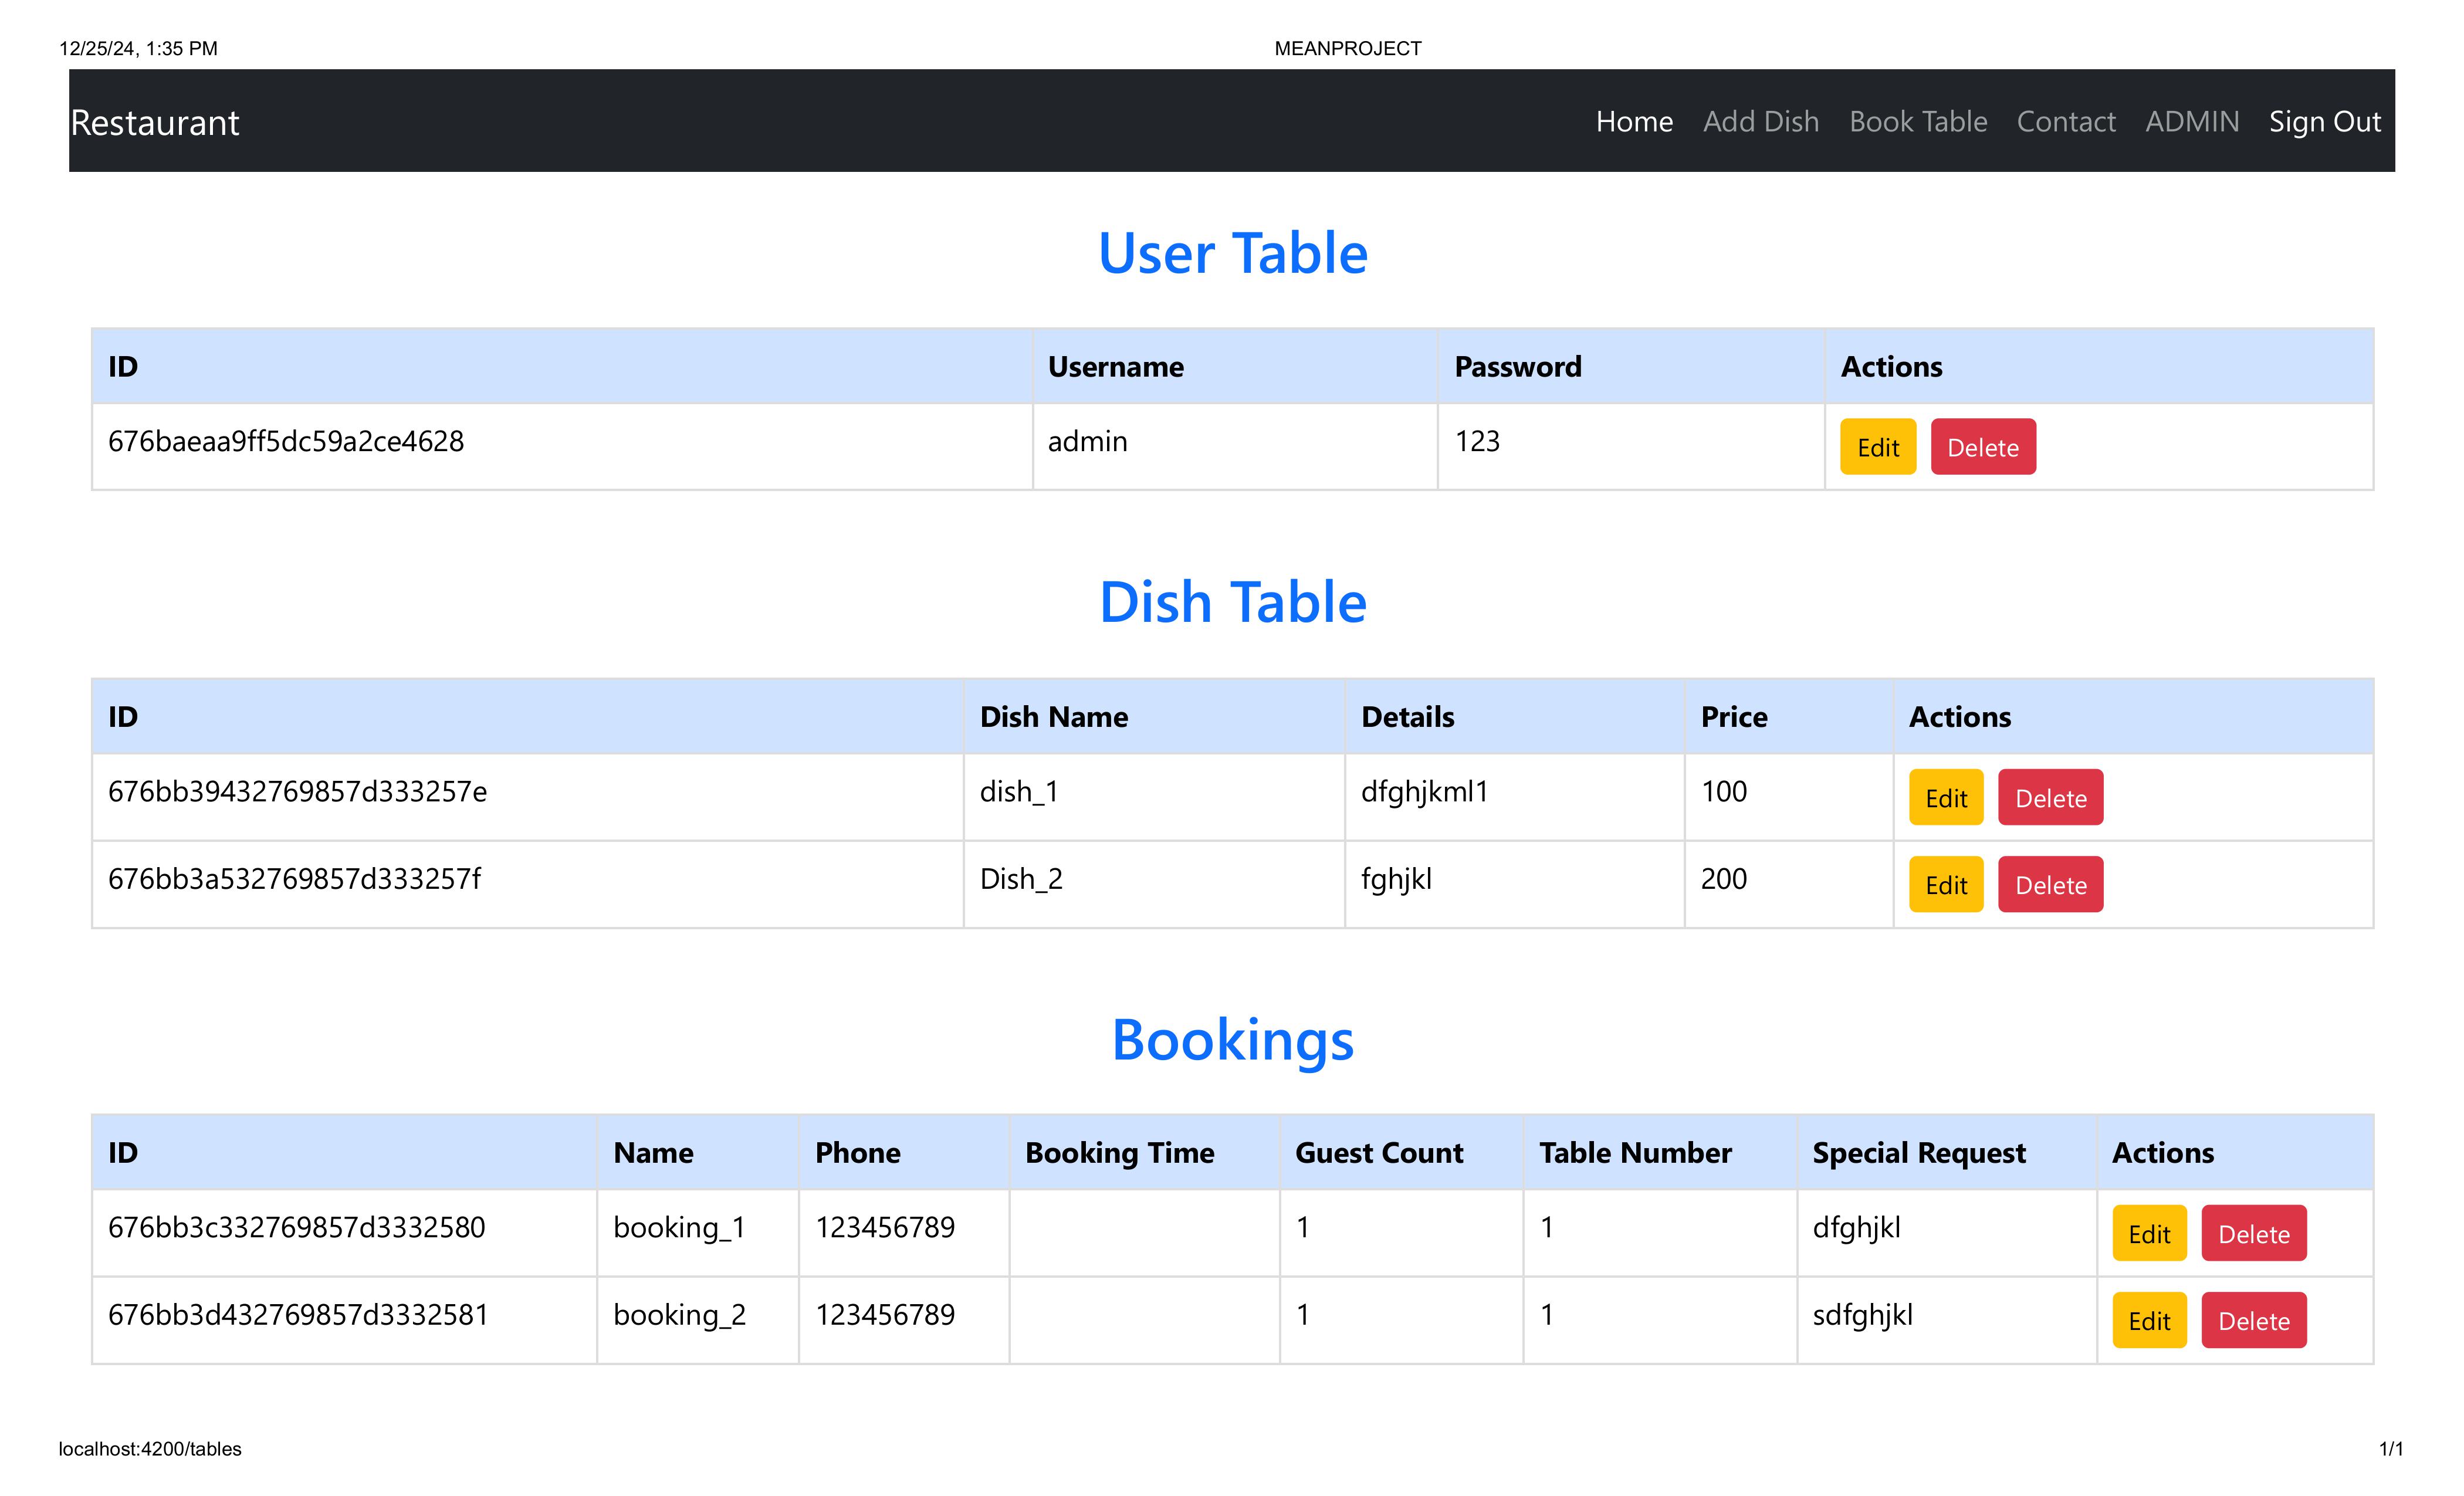 12/25/24, 1:35 PM MEANPROJECT
Restaurant Home Add Dish Book Table Contact ADMIN Sign Out
User Table
ID Username Password Actions
676baeaa9ff5dc59a2ce4628 admin 123 Edit Delete
Dish Table
ID Dish Name Details Price Actions
676bb39432769857d333257e dish_1 dfghjkml1 100 Edit Delete
676bb3a532769857d333257f Dish_2 fghjkl 200 Edit Delete
Bookings
ID Name Phone Booking Time Guest Count Table Number Special Request Actions
676bb3c332769857d3332580 booking_1 123456789 1 1 dfghjkl Edit Delete
676bb3d432769857d3332581 booking_2 123456789 1 1 sdfghjkl Edit Delete
localhost:4200/tables 1/1